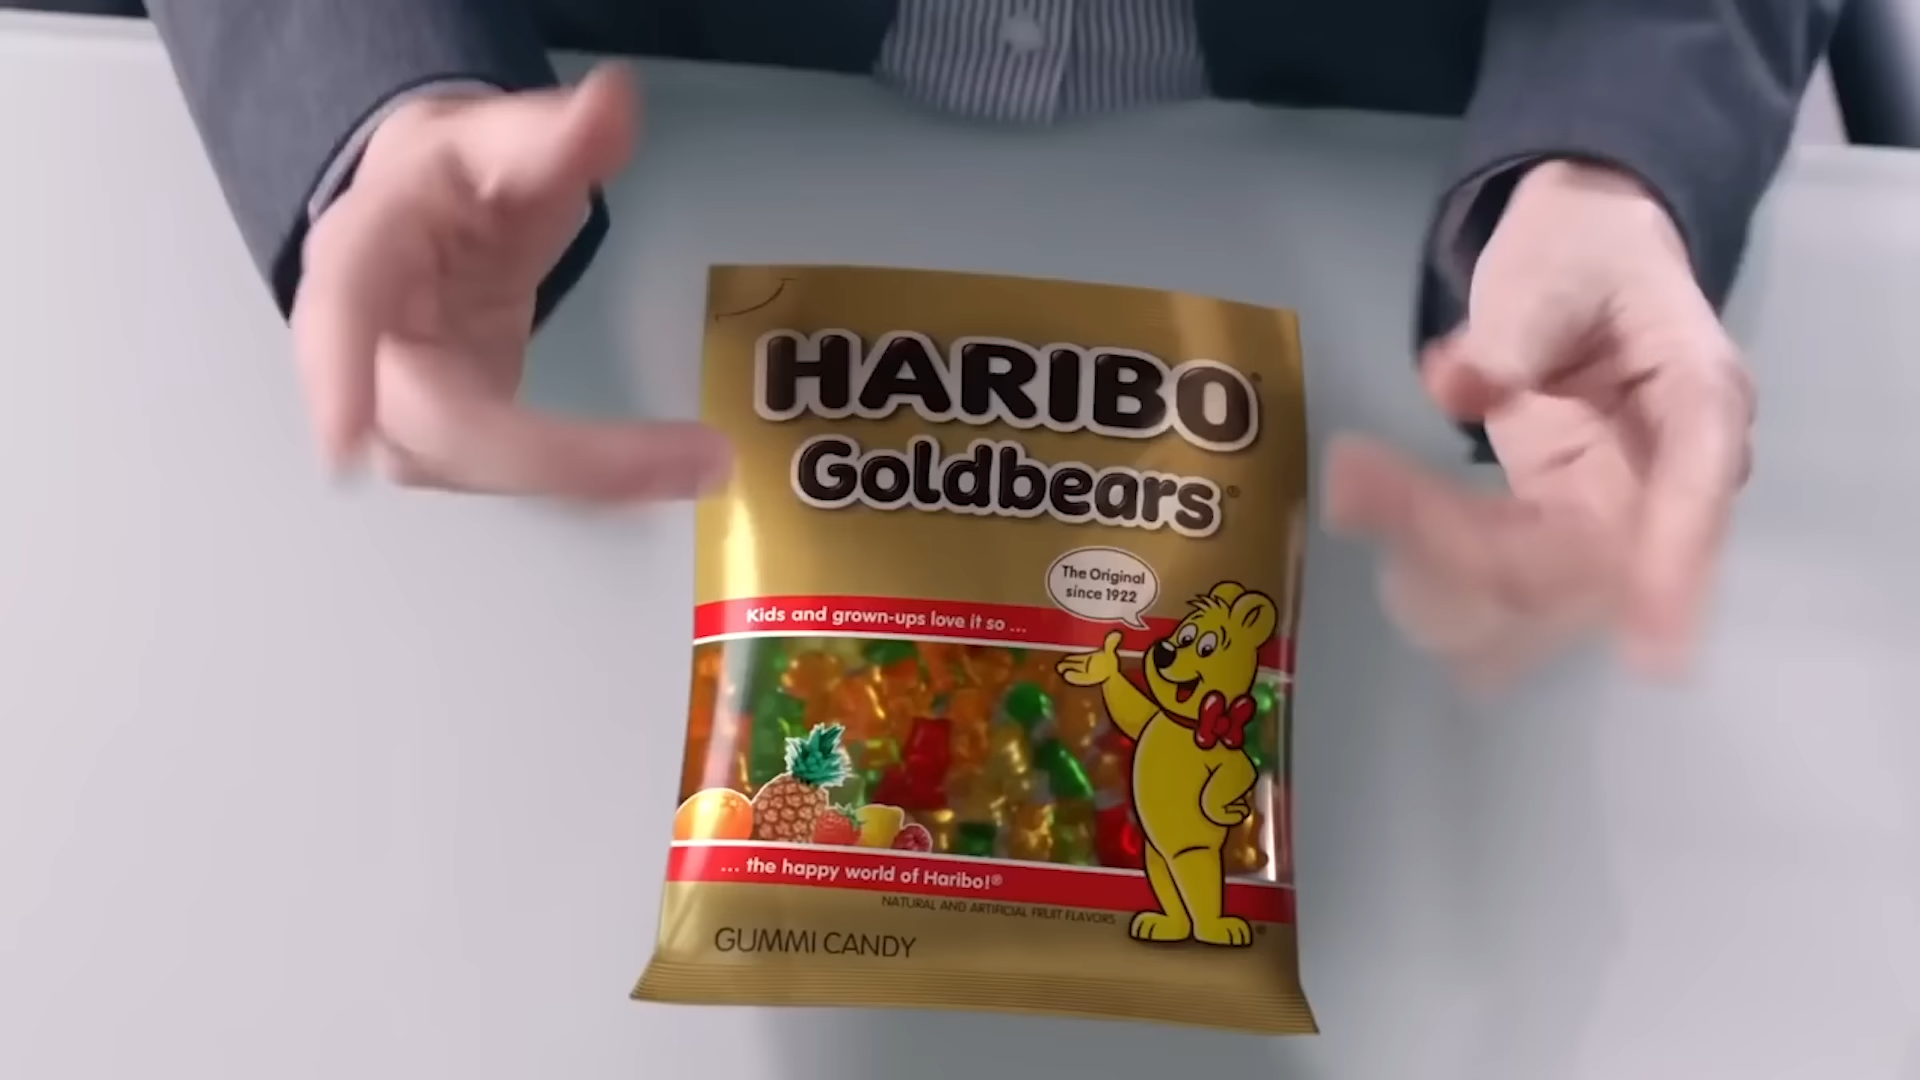 HARIBO®
Goldbears®
The Original
since 1922
Kids and grown-ups love it so ...
... the happy world of Haribo!®
NATURAL AND ARTIFICIAL FRUIT FLAVORS
GUMMI CANDY